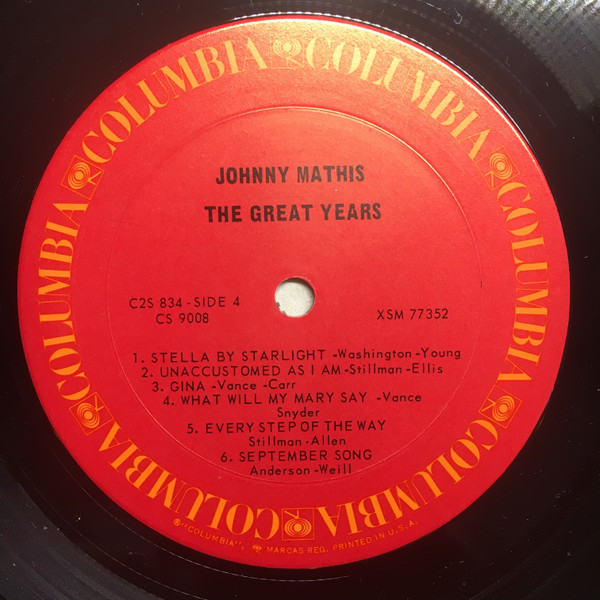 COLUMBIA COLUMBIA COLUMBIA COLUMBIA COLUMBIA COLUMBIA
JOHNNY MATHIS
THE GREAT YEARS
C2S 834 - SIDE 4
CS 9008
XSM 77352
1. STELLA BY STARLIGHT -Washington -Young
2. UNACCUSTOMED AS I AM -Stillman -Ellis
3. GINA -Vance -Carr
4. WHAT WILL MY MARY SAY -Vance
Snyder
5. EVERY STEP OF THE WAY
Stillman -Allen
6. SEPTEMBER SONG
Anderson -Weill
®"COLUMBIA", MARCAS REG. PRINTED IN U.S.A.